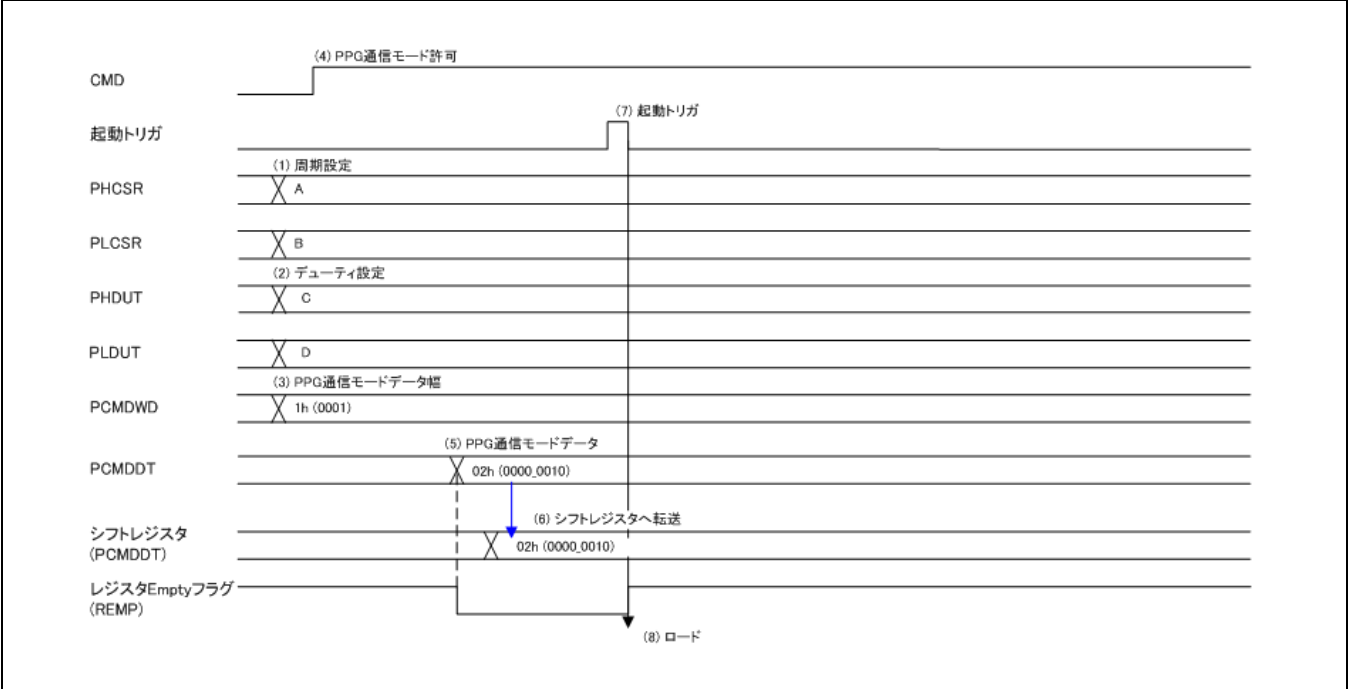 (4) PPG通信モード許可
CMD
(7) 起動トリガ
起動トリガ
(1) 周期設定
PHCSR A
PLCSR B
(2) デューティ設定
PHDUT C
PLDUT D
(3) PPG通信モードデータ幅
PCMDWD 1h (0001)
(5) PPG通信モードデータ
PCMDDT 02h (0000_0010)
(6) シフトレジスタへ転送
シフトレジスタ
(PCMDDT) 02h (0000_0010)
レジスタEmptyフラグ
(REMP)
(8) ロード